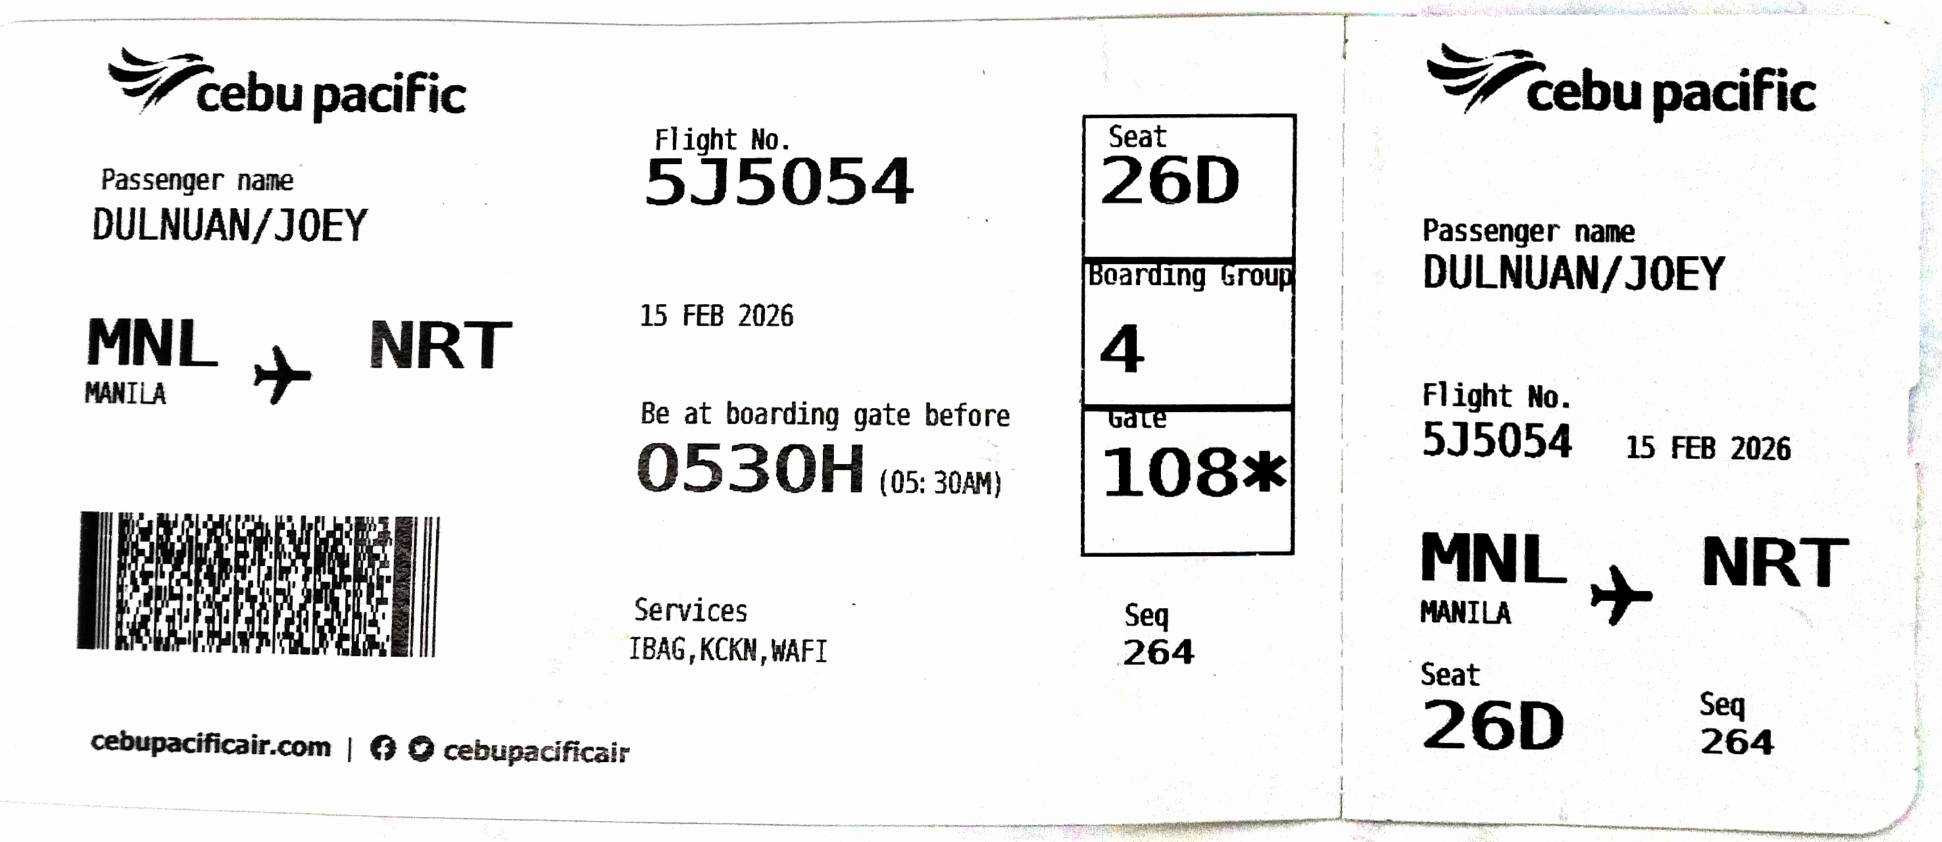 cebu pacific
Passenger name
DULNUAN/JOEY
MNL NRT
MANILA
Flight No.
5J5054
15 FEB 2026
Be at boarding gate before
0530H (05:30AM)
Services
IBAG,KCKN,WAFI
Seat
26D
Boarding Group
4
Gate
108*
Seq
264
cebupacificair.com | cebupacificair
cebu pacific
Passenger name
DULNUAN/JOEY
Flight No.
5J5054 15 FEB 2026
MNL NRT
MANILA
Seat
26D
Seq
264